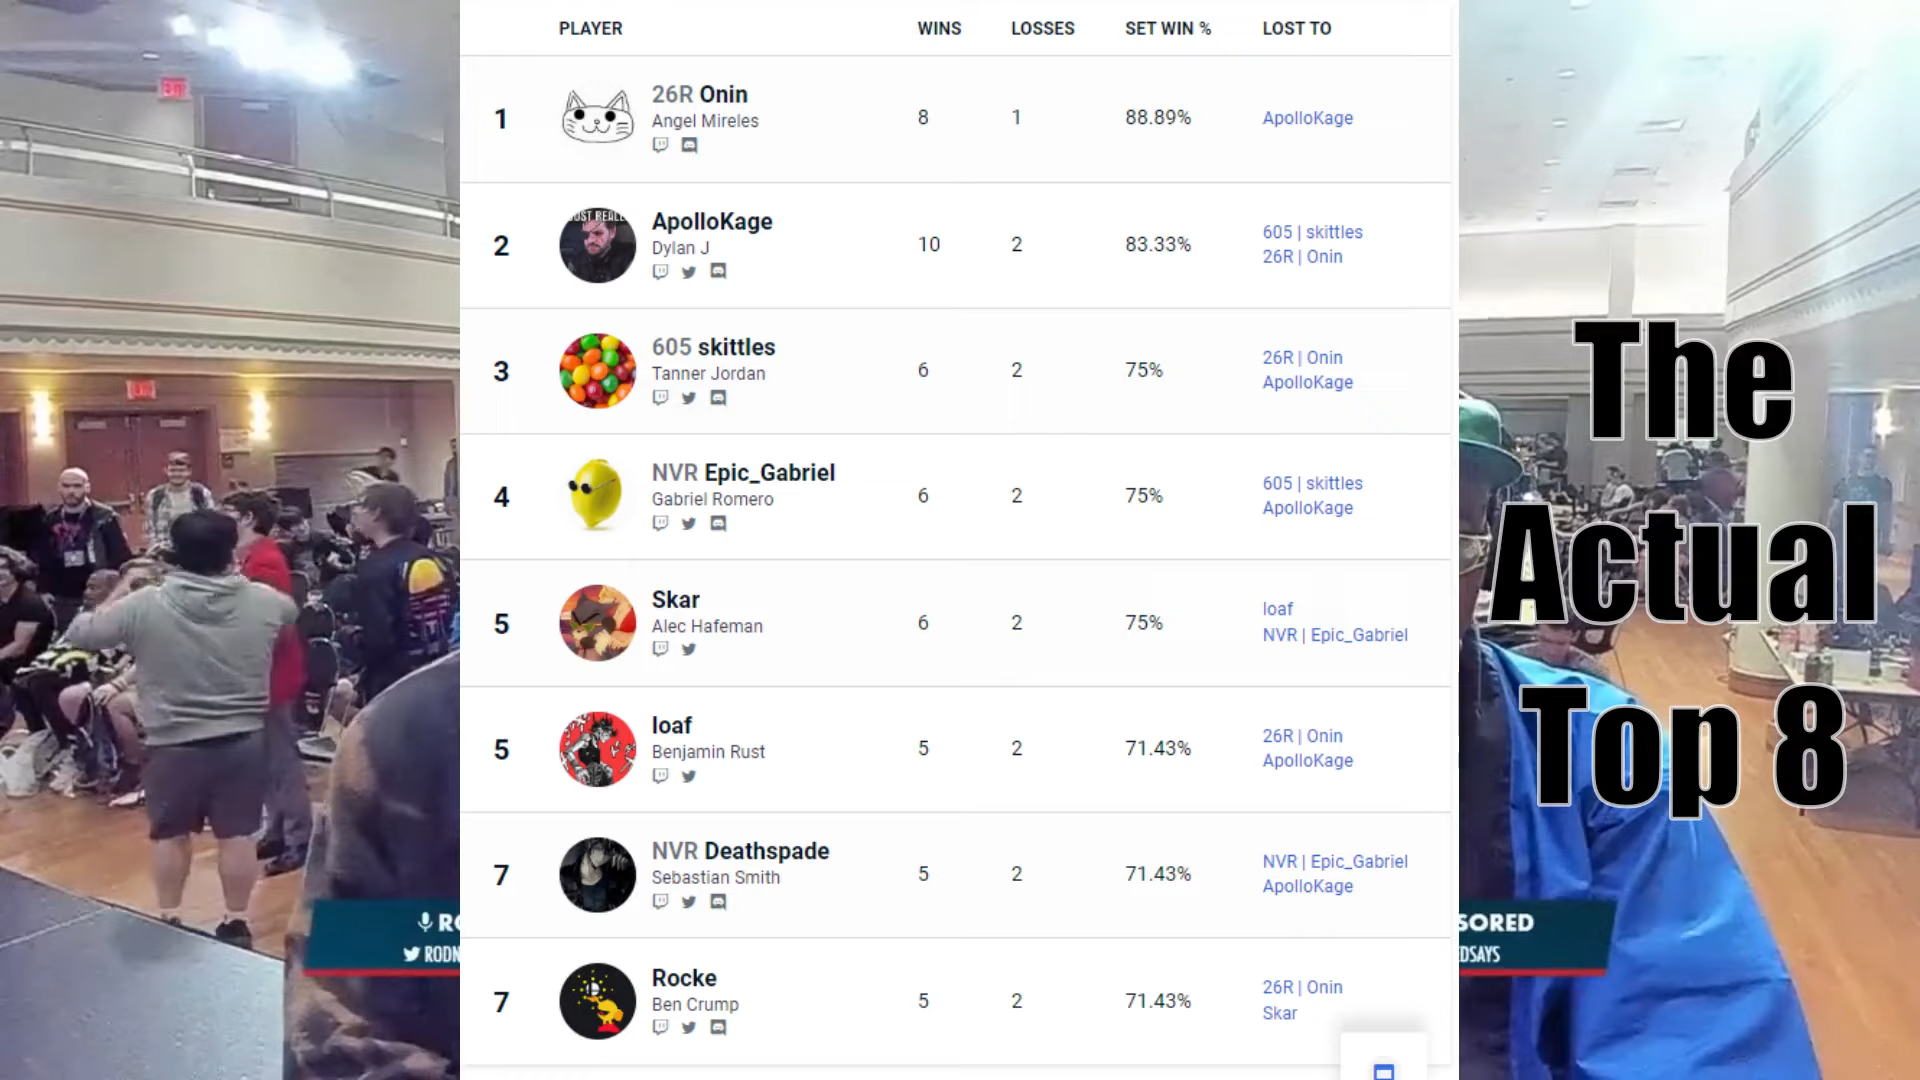 PLAYER WINS LOSSES SET WIN % LOST TO
1 26R Onin 8 1 88.89% ApolloKage
Angel Mireles
2 ApolloKage 10 2 83.33% 605 | skittles
Dylan J 26R | Onin
3 605 skittles 6 2 75% 26R | Onin
Tanner Jordan ApolloKage
4 NVR Epic_Gabriel 6 2 75% 605 | skittles
Gabriel Romero ApolloKage
5 Skar 6 2 75% loaf
Alec Hafeman NVR | Epic_Gabriel
5 loaf 5 2 71.43% 26R | Onin
Benjamin Rust ApolloKage
7 NVR Deathspade 5 2 71.43% NVR | Epic_Gabriel
Sebastian Smith ApolloKage
7 Rocke 5 2 71.43% 26R | Onin
Ben Crump Skar
The
Actual
Top 8
SORED
DSAYS
RODN